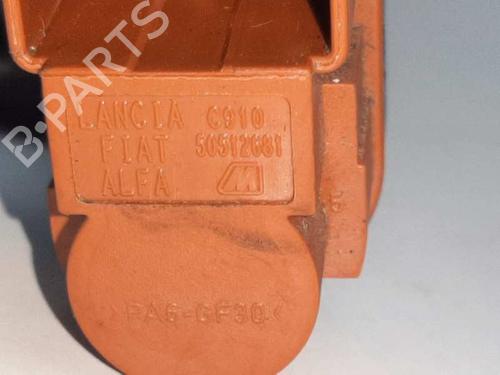 B-PARTS
LANCIA C910
FIAT 50512681
ALFA M
>PA6-GF30<